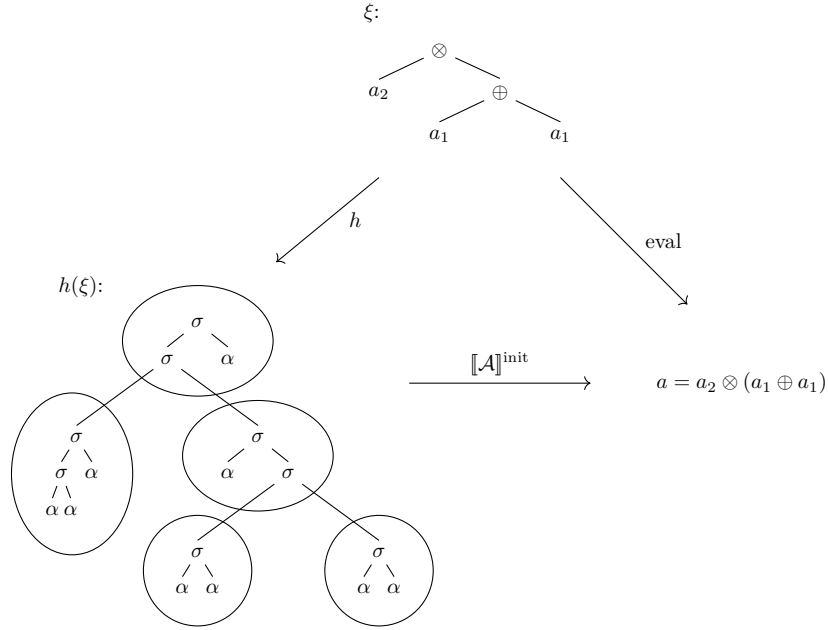 ξ:
⊗
a₂ ⊕
a₁ a₁
h eval
h(ξ):
σ
σ α
⟦𝒜⟧ⁱⁿⁱᵗ a = a₂ ⊗ (a₁ ⊕ a₁)
σ σ
σ α α σ
α α
σ σ
α α α α